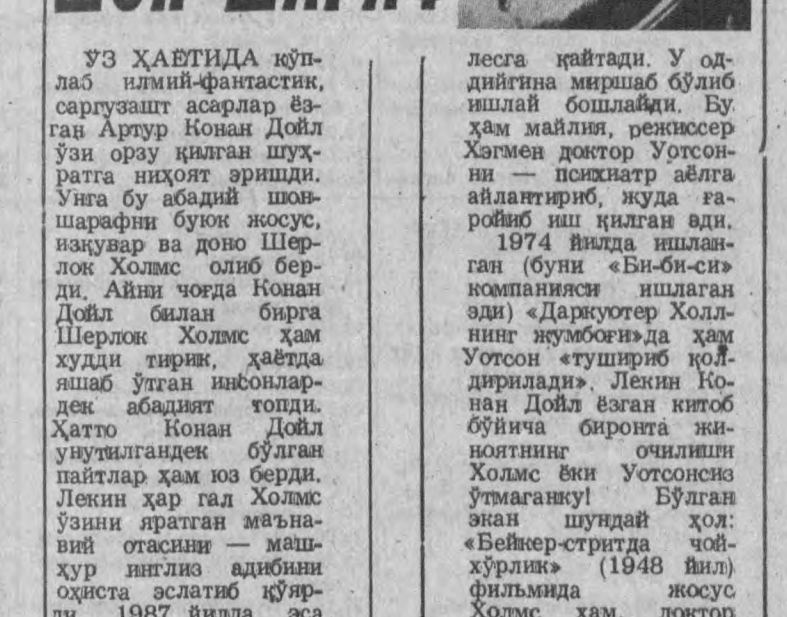 ЎЗ ҲАЁТИДА кўп-
лаб илмий-фантастик,
саргузашт асарлар ёз-
ган Артур Конан Дойл
ўзи орзу қилган шуҳ-
ратга ниҳоят эришди.
Унга бу абадий шон-
шарафни буюк жосус,
изқувар ва доно Шер-
лок Холмс олиб бер-
ди. Айни чоғда Конан
Дойл билан бирга
Шерлок Холмс ҳам
худди тирик, ҳаётда
яшаб ўтган инсонлар-
дек абадият топди.
Ҳатто Конан Дойл
унутилгандек бўлган
пайтлар ҳам юз берди.
Лекин ҳар гал Холмс
ўзини яратган маъна-
вий отасини — маш-
ҳур инглиз адибини
оҳиста эслатиб қўяр-
ди. 1987 йилда эса
лесга қайтади. У од-
дийгина миршаб бўлиб
ишлай бошлайди. Бу
ҳам майлия, режиссер
Хэгмен доктор Уотсон-
ни — психиатр аёлга
айлантириб, жуда ға-
ройиб иш қилган эди.
1974 йилда ишлан-
ган (буни «Би-би-си»
компанияси ишлаган
эди) «Даркуотер Холл-
нинг жумбоғи»да ҳам
Уотсон «тушириб қол-
дирилади». Лекин Ко-
нан Дойл ёзган китоб
бўйича биронта жи-
ноятнинг очилиши
Холмс ёки Уотсонсиз
ўтмаганку! Бўлган
экан шундай ҳол:
«Бейкер-стритда чой-
хўрлик» (1948 йил)
фильмида жосус
Холмс ҳам, доктор